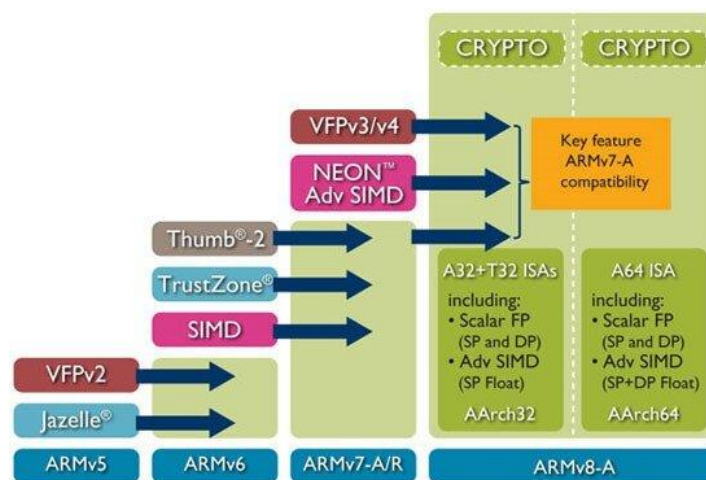 CRYPTO
CRYPTO
VFPv3/v4
Key feature
ARMv7-A
compatibility
NEON™
Adv SIMD
Thumb®-2
TrustZone®
SIMD
A32+T32 ISAs
including:
• Scalar FP
(SP and DP)
• Adv SIMD
(SP Float)
AArch32
A64 ISA
including:
• Scalar FP
(SP and DP)
• Adv SIMD
(SP+DP Float)
AArch64
VFPv2
Jazelle®
ARMv5
ARMv6
ARMv7-A/R
ARMv8-A